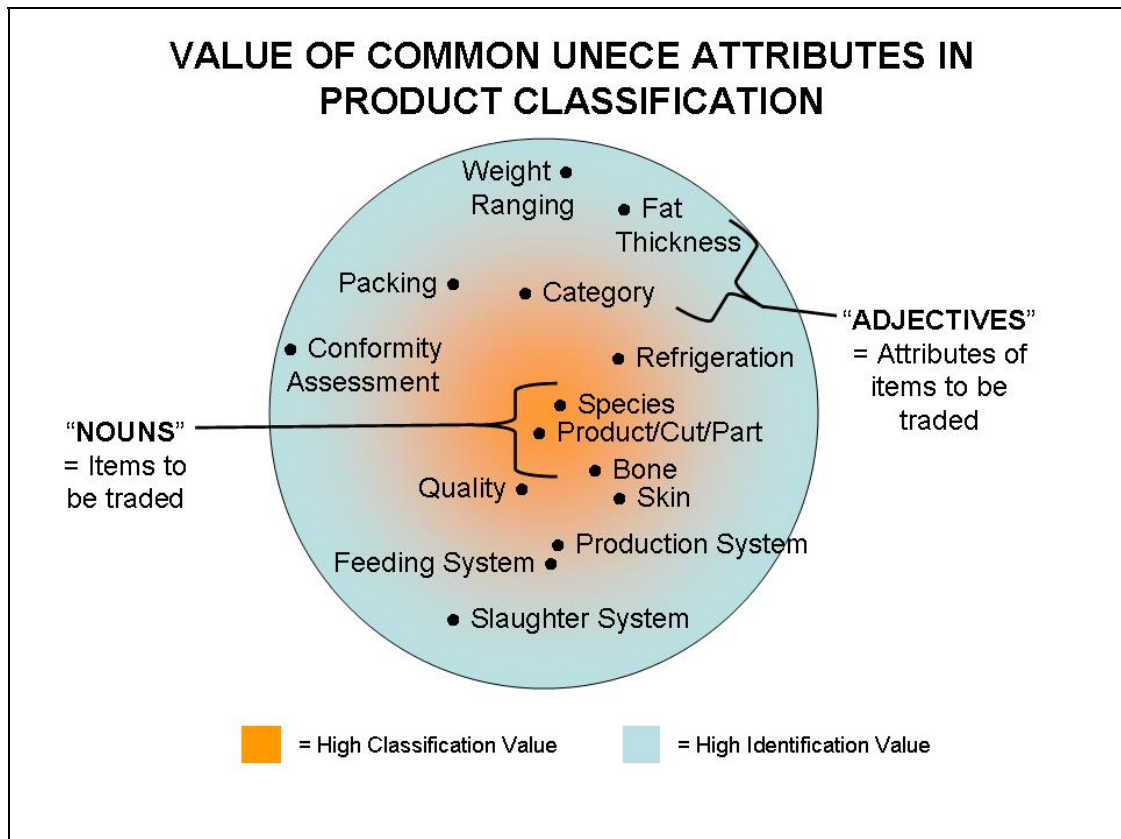 VALUE OF COMMON UNECE ATTRIBUTES IN
PRODUCT CLASSIFICATION
Weight
Ranging
Fat
Thickness
Packing
Category
"ADJECTIVES"
= Attributes of
items to be
traded
Conformity
Assessment
Refrigeration
"NOUNS"
= Items to
be traded
Species
Product/Cut/Part
Bone
Quality
Skin
Production System
Feeding System
Slaughter System
= High Classification Value
= High Identification Value